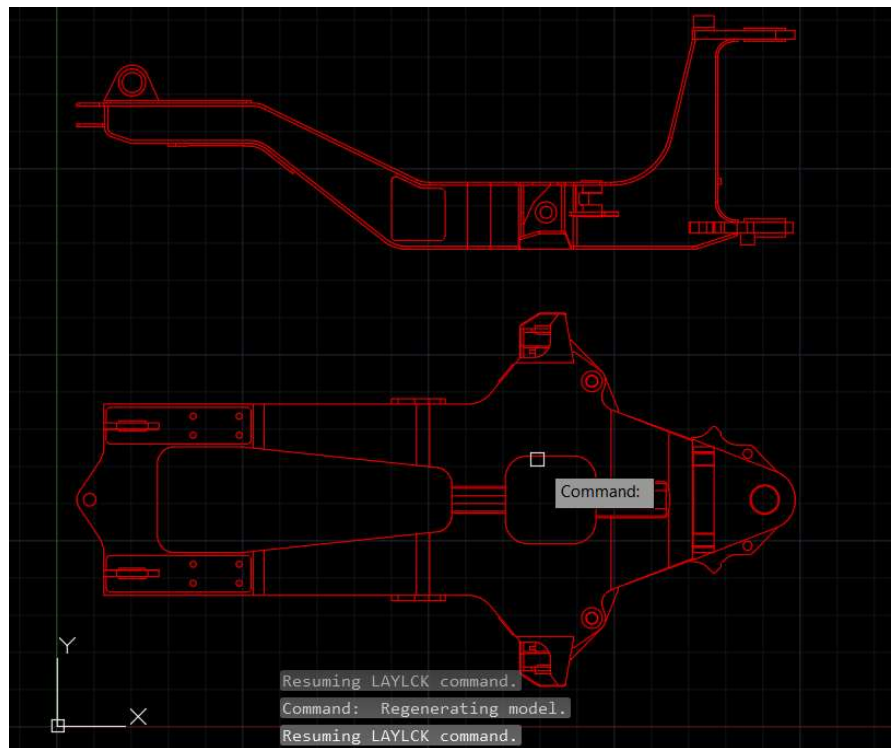 Command:
Y
X
Resuming LAYLCK command.
Command:  Regenerating model.
Resuming LAYLCK command.